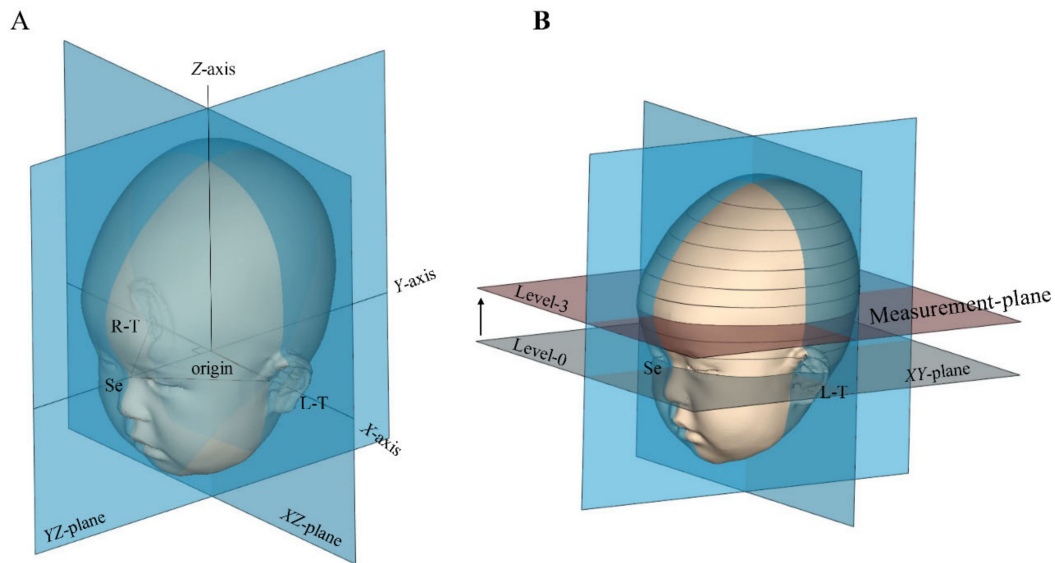 A
Z-axis
Y-axis
R-T
origin
Se
L-T
X-axis
YZ-plane
XZ-plane
B
Level-3
Measurement-plane
Level-0
Se
XY-plane
L-T